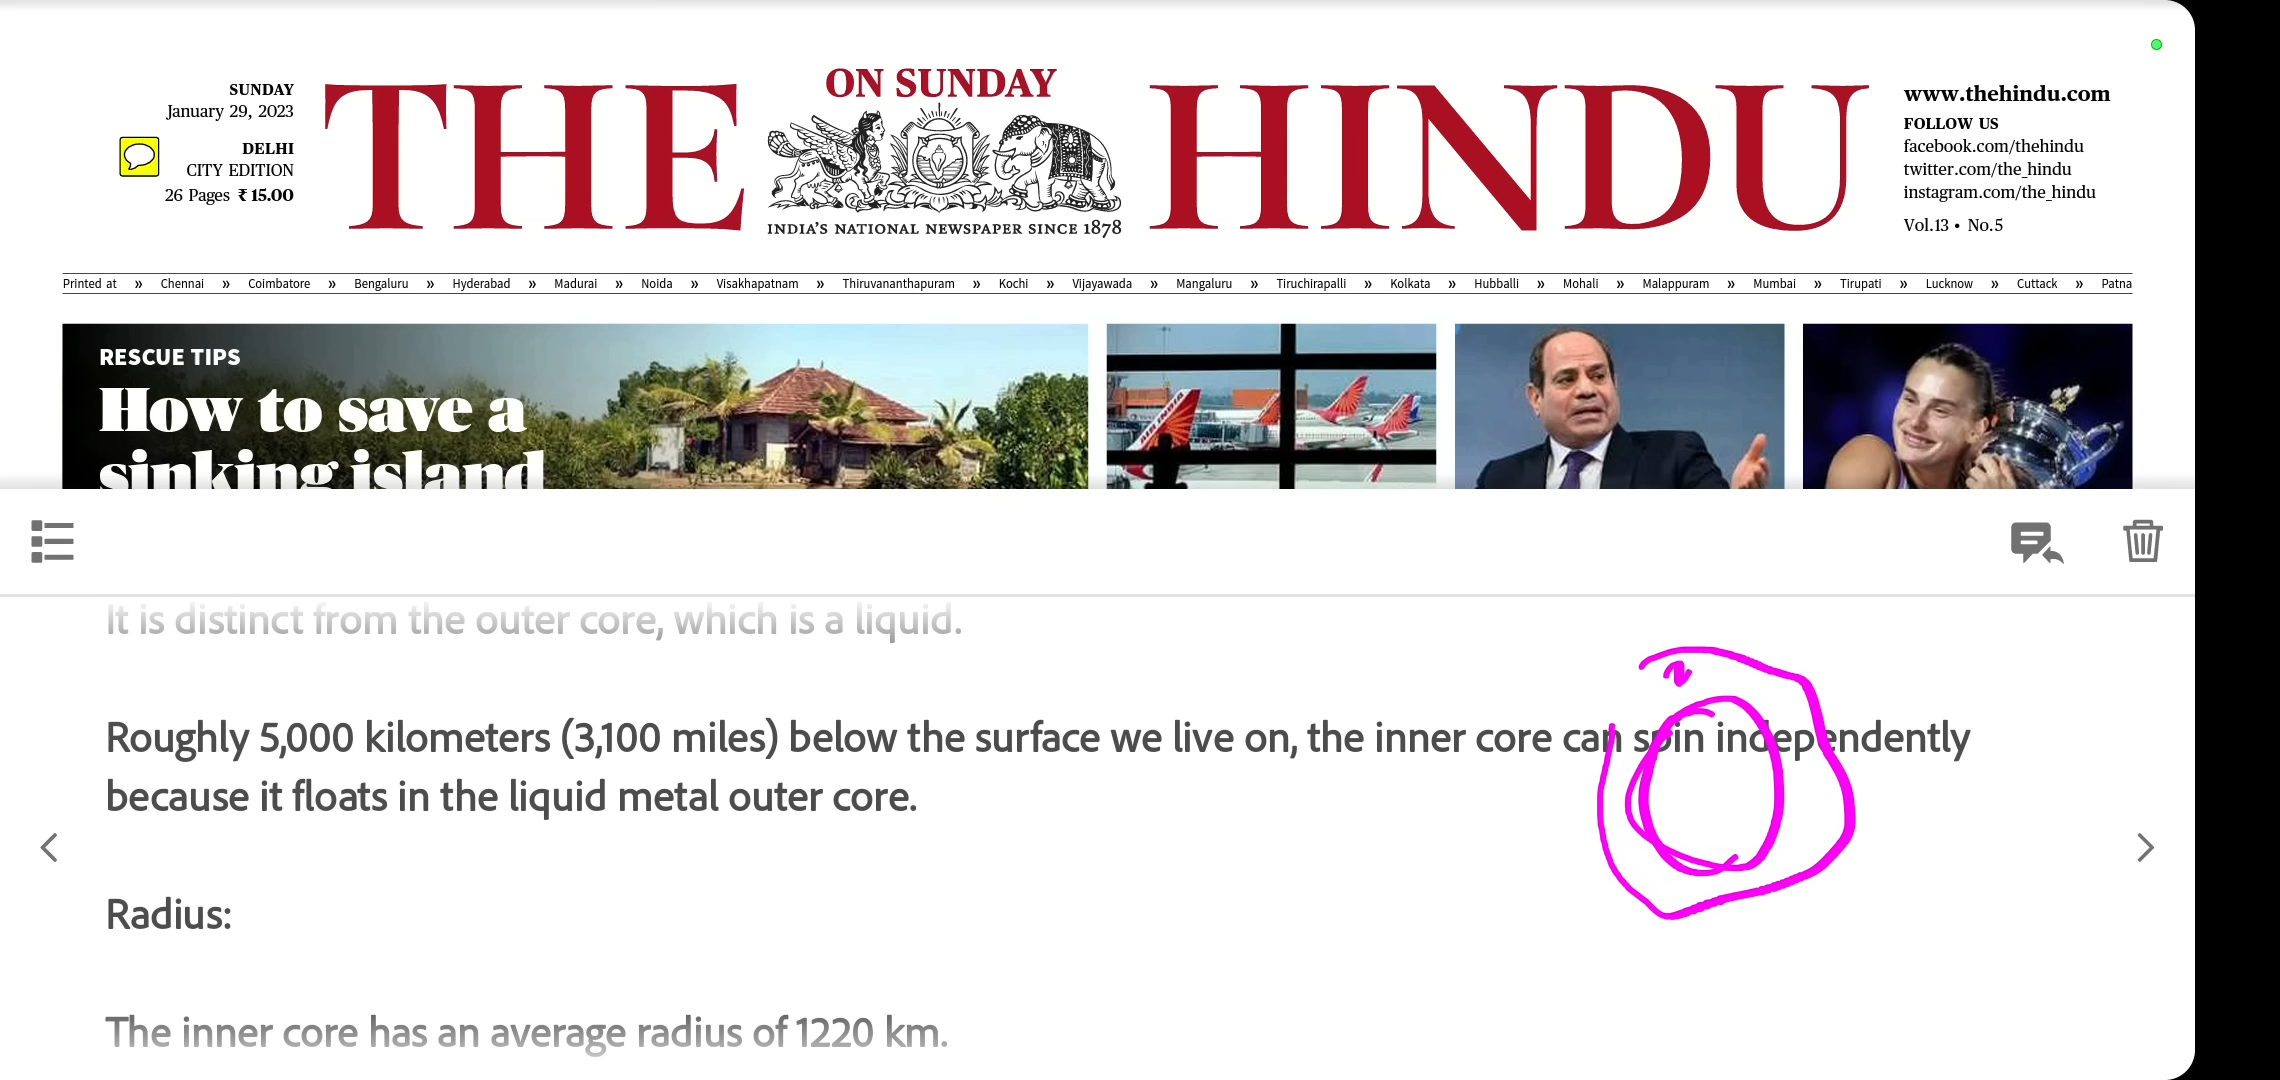 SUNDAY
January 29, 2023
DELHI
CITY EDITION
26 Pages ₹ 15.00
THE HINDU
ON SUNDAY
INDIA'S NATIONAL NEWSPAPER SINCE 1878
www.thehindu.com
FOLLOW US
facebook.com/thehindu
twitter.com/the_hindu
instagram.com/the_hindu
Vol.13 • No.5
Printed at » Chennai » Coimbatore » Bengaluru » Hyderabad » Madurai » Noida » Visakhapatnam » Thiruvananthapuram » Kochi » Vijayawada » Mangaluru » Tiruchirapalli » Kolkata » Hubballi » Mohali » Malappuram » Mumbai » Tirupati » Lucknow » Cuttack » Patna
RESCUE TIPS
How to save a
sinking island
AIR INDIA
It is distinct from the outer core, which is a liquid.
Roughly 5,000 kilometers (3,100 miles) below the surface we live on, the inner core can spin independently
because it floats in the liquid metal outer core.
Radius:
The inner core has an average radius of 1220 km.